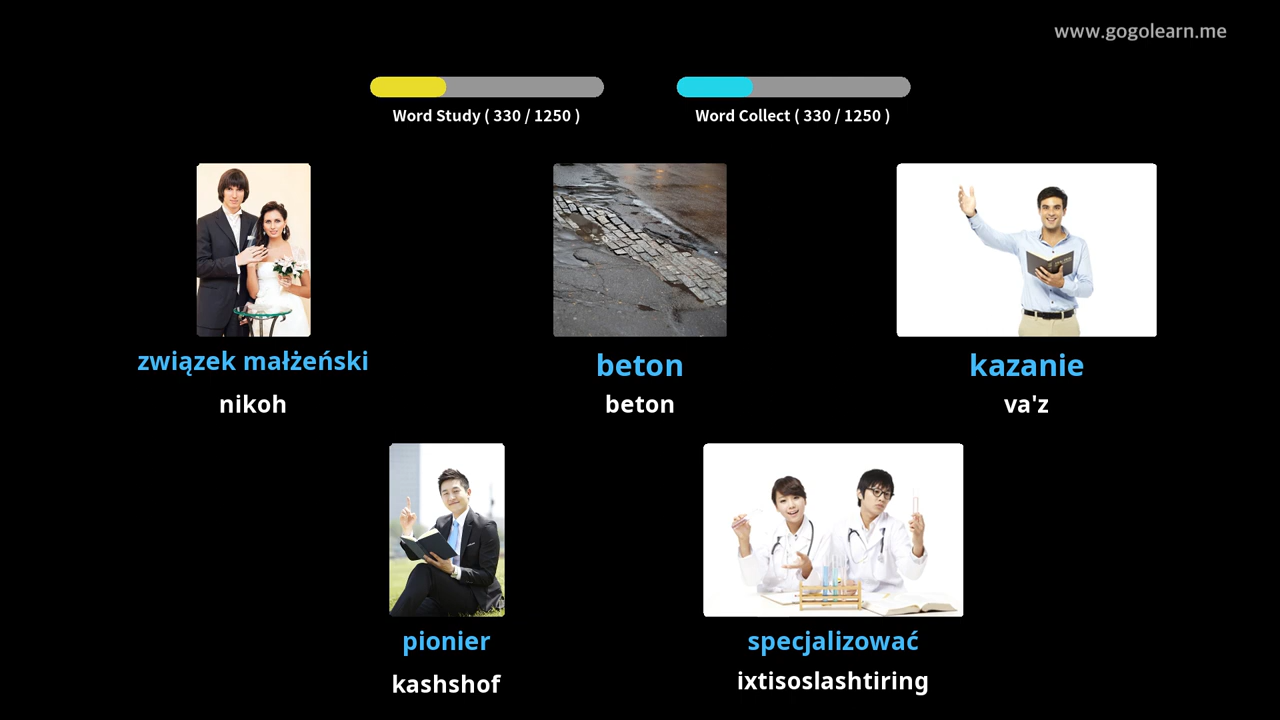 www.gogolearn.me
Word Study ( 330 / 1250 )
Word Collect ( 330 / 1250 )
związek małżeński
beton
kazanie
nikoh
beton
va'z
pionier
specjalizować
kashshof
ixtisoslashtiring